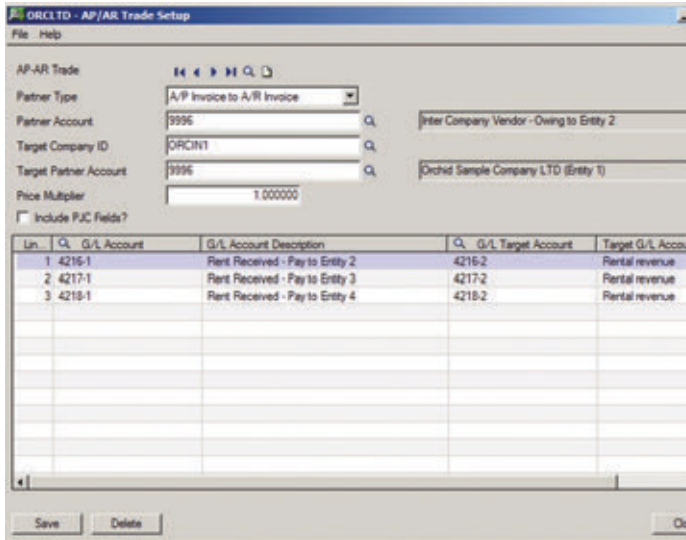 ORCLTD - AP/AR Trade Setup
File Help
AP-AR Trade
Partner Type A/P Invoice to A/R Invoice
Partner Account 9996 Inter Company Vendor - Owing to Entity 2
Target Company ID ORCIN1
Target Partner Account 9996 Orchid Sample Company LTD (Entity 1)
Price Multiplier 1.000000
Include PJC Fields?
Lin... G/L Account G/L Account Description G/L Target Account Target G/L Accou
1 4216-1 Rent Received - Pay to Entity 2 4216-2 Rental revenue
2 4217-1 Rent Received - Pay to Entity 3 4217-2 Rental revenue
3 4218-1 Rent Received - Pay to Entity 4 4218-2 Rental revenue
Save Delete